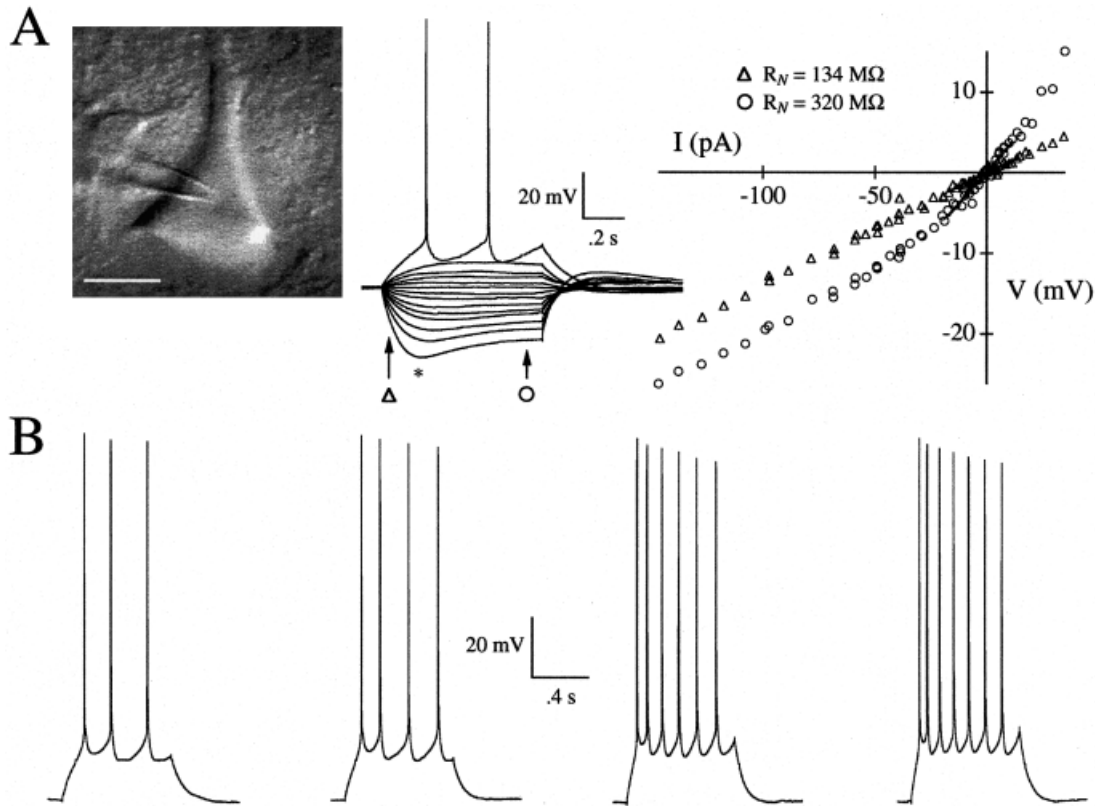 A
△ R_N = 134 MΩ
○ R_N = 320 MΩ
I (pA)
10
-100
-50
20 mV
.2 s
-10
V (mV)
-20
*
△
○
B
20 mV
.4 s